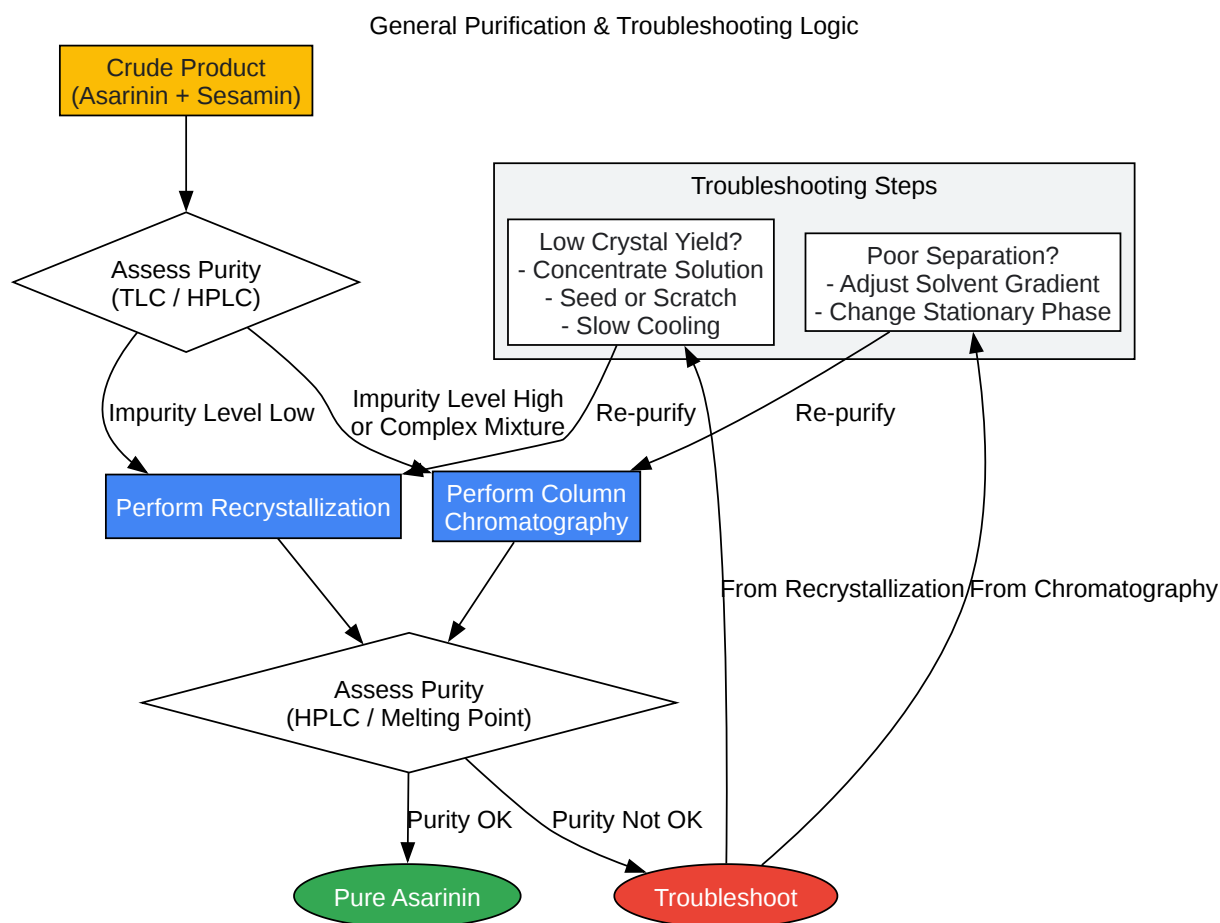 General Purification & Troubleshooting Logic
Crude Product
(Asarinin + Sesamin)
Troubleshooting Steps
Low Crystal Yield?
- Concentrate Solution
- Seed or Scratch
- Slow Cooling
Poor Separation?
- Adjust Solvent Gradient
- Change Stationary Phase
Assess Purity
(TLC / HPLC)
Impurity Level Low
Impurity Level High
or Complex Mixture
Re-purify
Re-purify
Perform Recrystallization
Perform Column
Chromatography
From Recrystallization
From Chromatography
Assess Purity
(HPLC / Melting Point)
Purity OK
Purity Not OK
Pure Asarinin
Troubleshoot